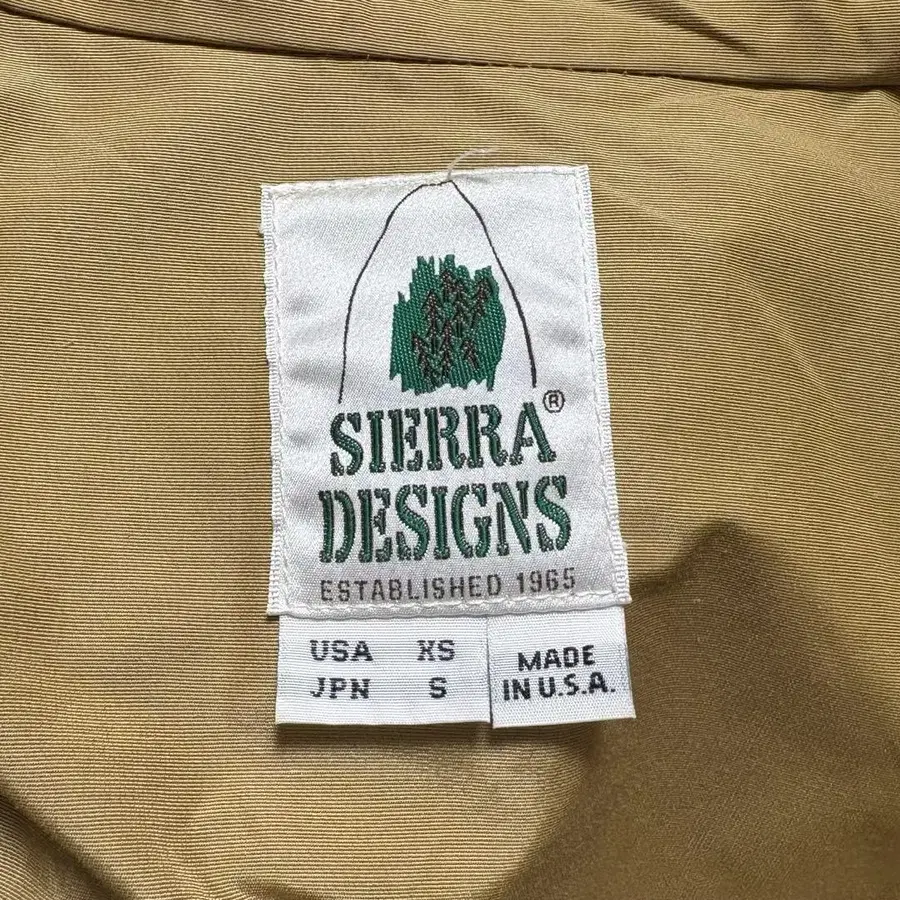 SIERRA®
DESIGNS
ESTABLISHED 1965
USA XS
JPN S
MADE
IN U.S.A.